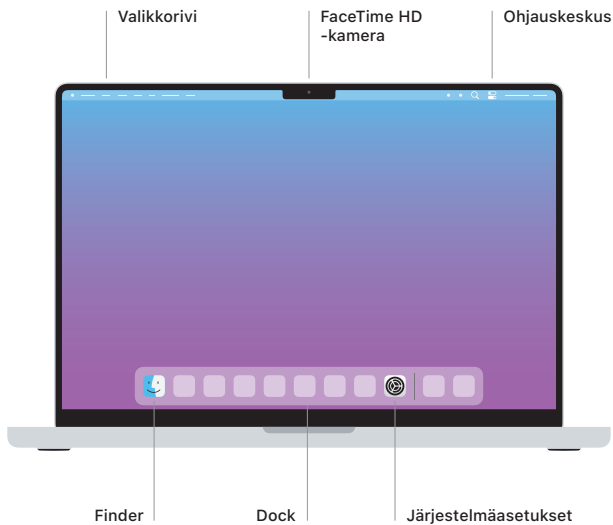 Valikkorivi
FaceTime HD
-kamera
Ohjauskeskus
Finder
Dock
Järjestelmäasetukset